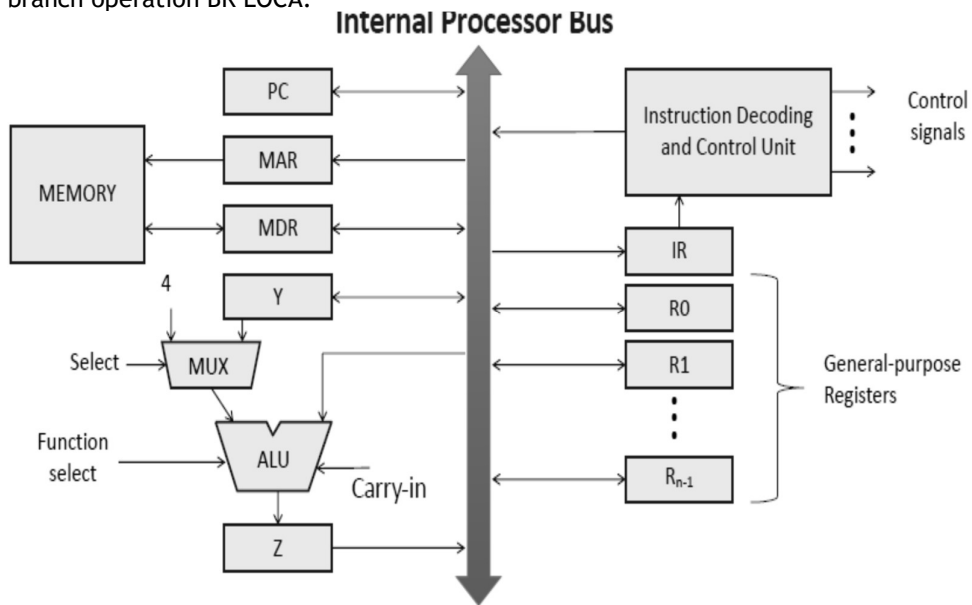 branch operation BR LOCA.
Internal Processor Bus
PC
MAR
MEMORY
MDR
4
Y
Select
MUX
Function
select
ALU
Carry-in
Z
Instruction Decoding
and Control Unit
Control
signals
IR
R0
R1
General-purpose
Registers
Rn-1